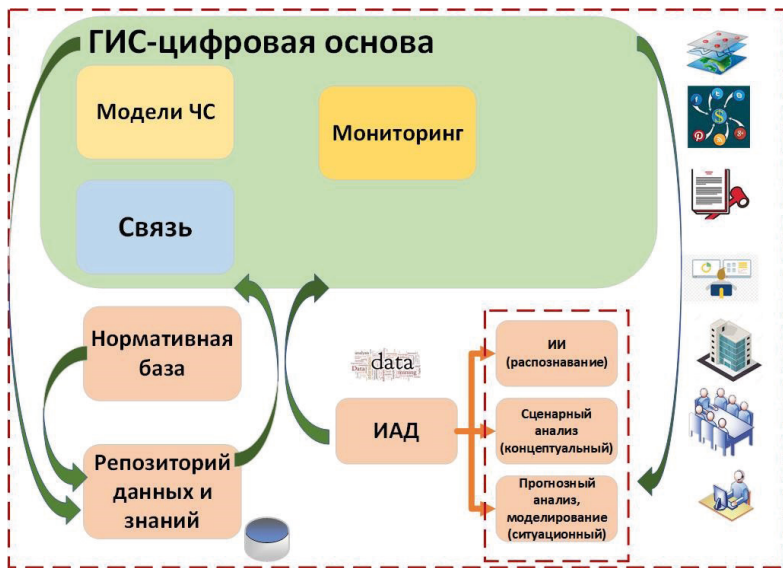 ГИС-цифровая основа
Модели ЧС
Мониторинг
Связь
Нормативная
база
Репозиторий
данных и
знаний
data
ИАД
ИИ
(распознавание)
Сценарный
анализ
(концептуальный)
Прогнозный
анализ,
моделирование
(ситуационный)